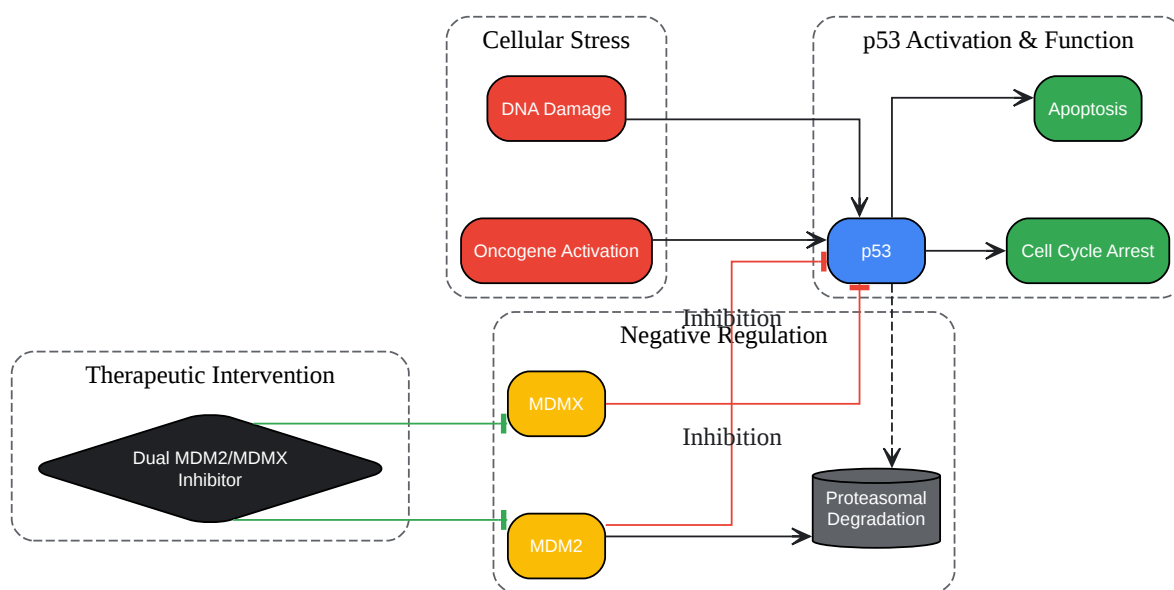 Cellular Stress
p53 Activation & Function
DNA Damage
Apoptosis
Oncogene Activation
p53
Cell Cycle Arrest
Inhibition
Negative Regulation
Therapeutic Intervention
MDMX
Inhibition
Dual MDM2/MDMX
Inhibitor
Proteasomal
Degradation
MDM2